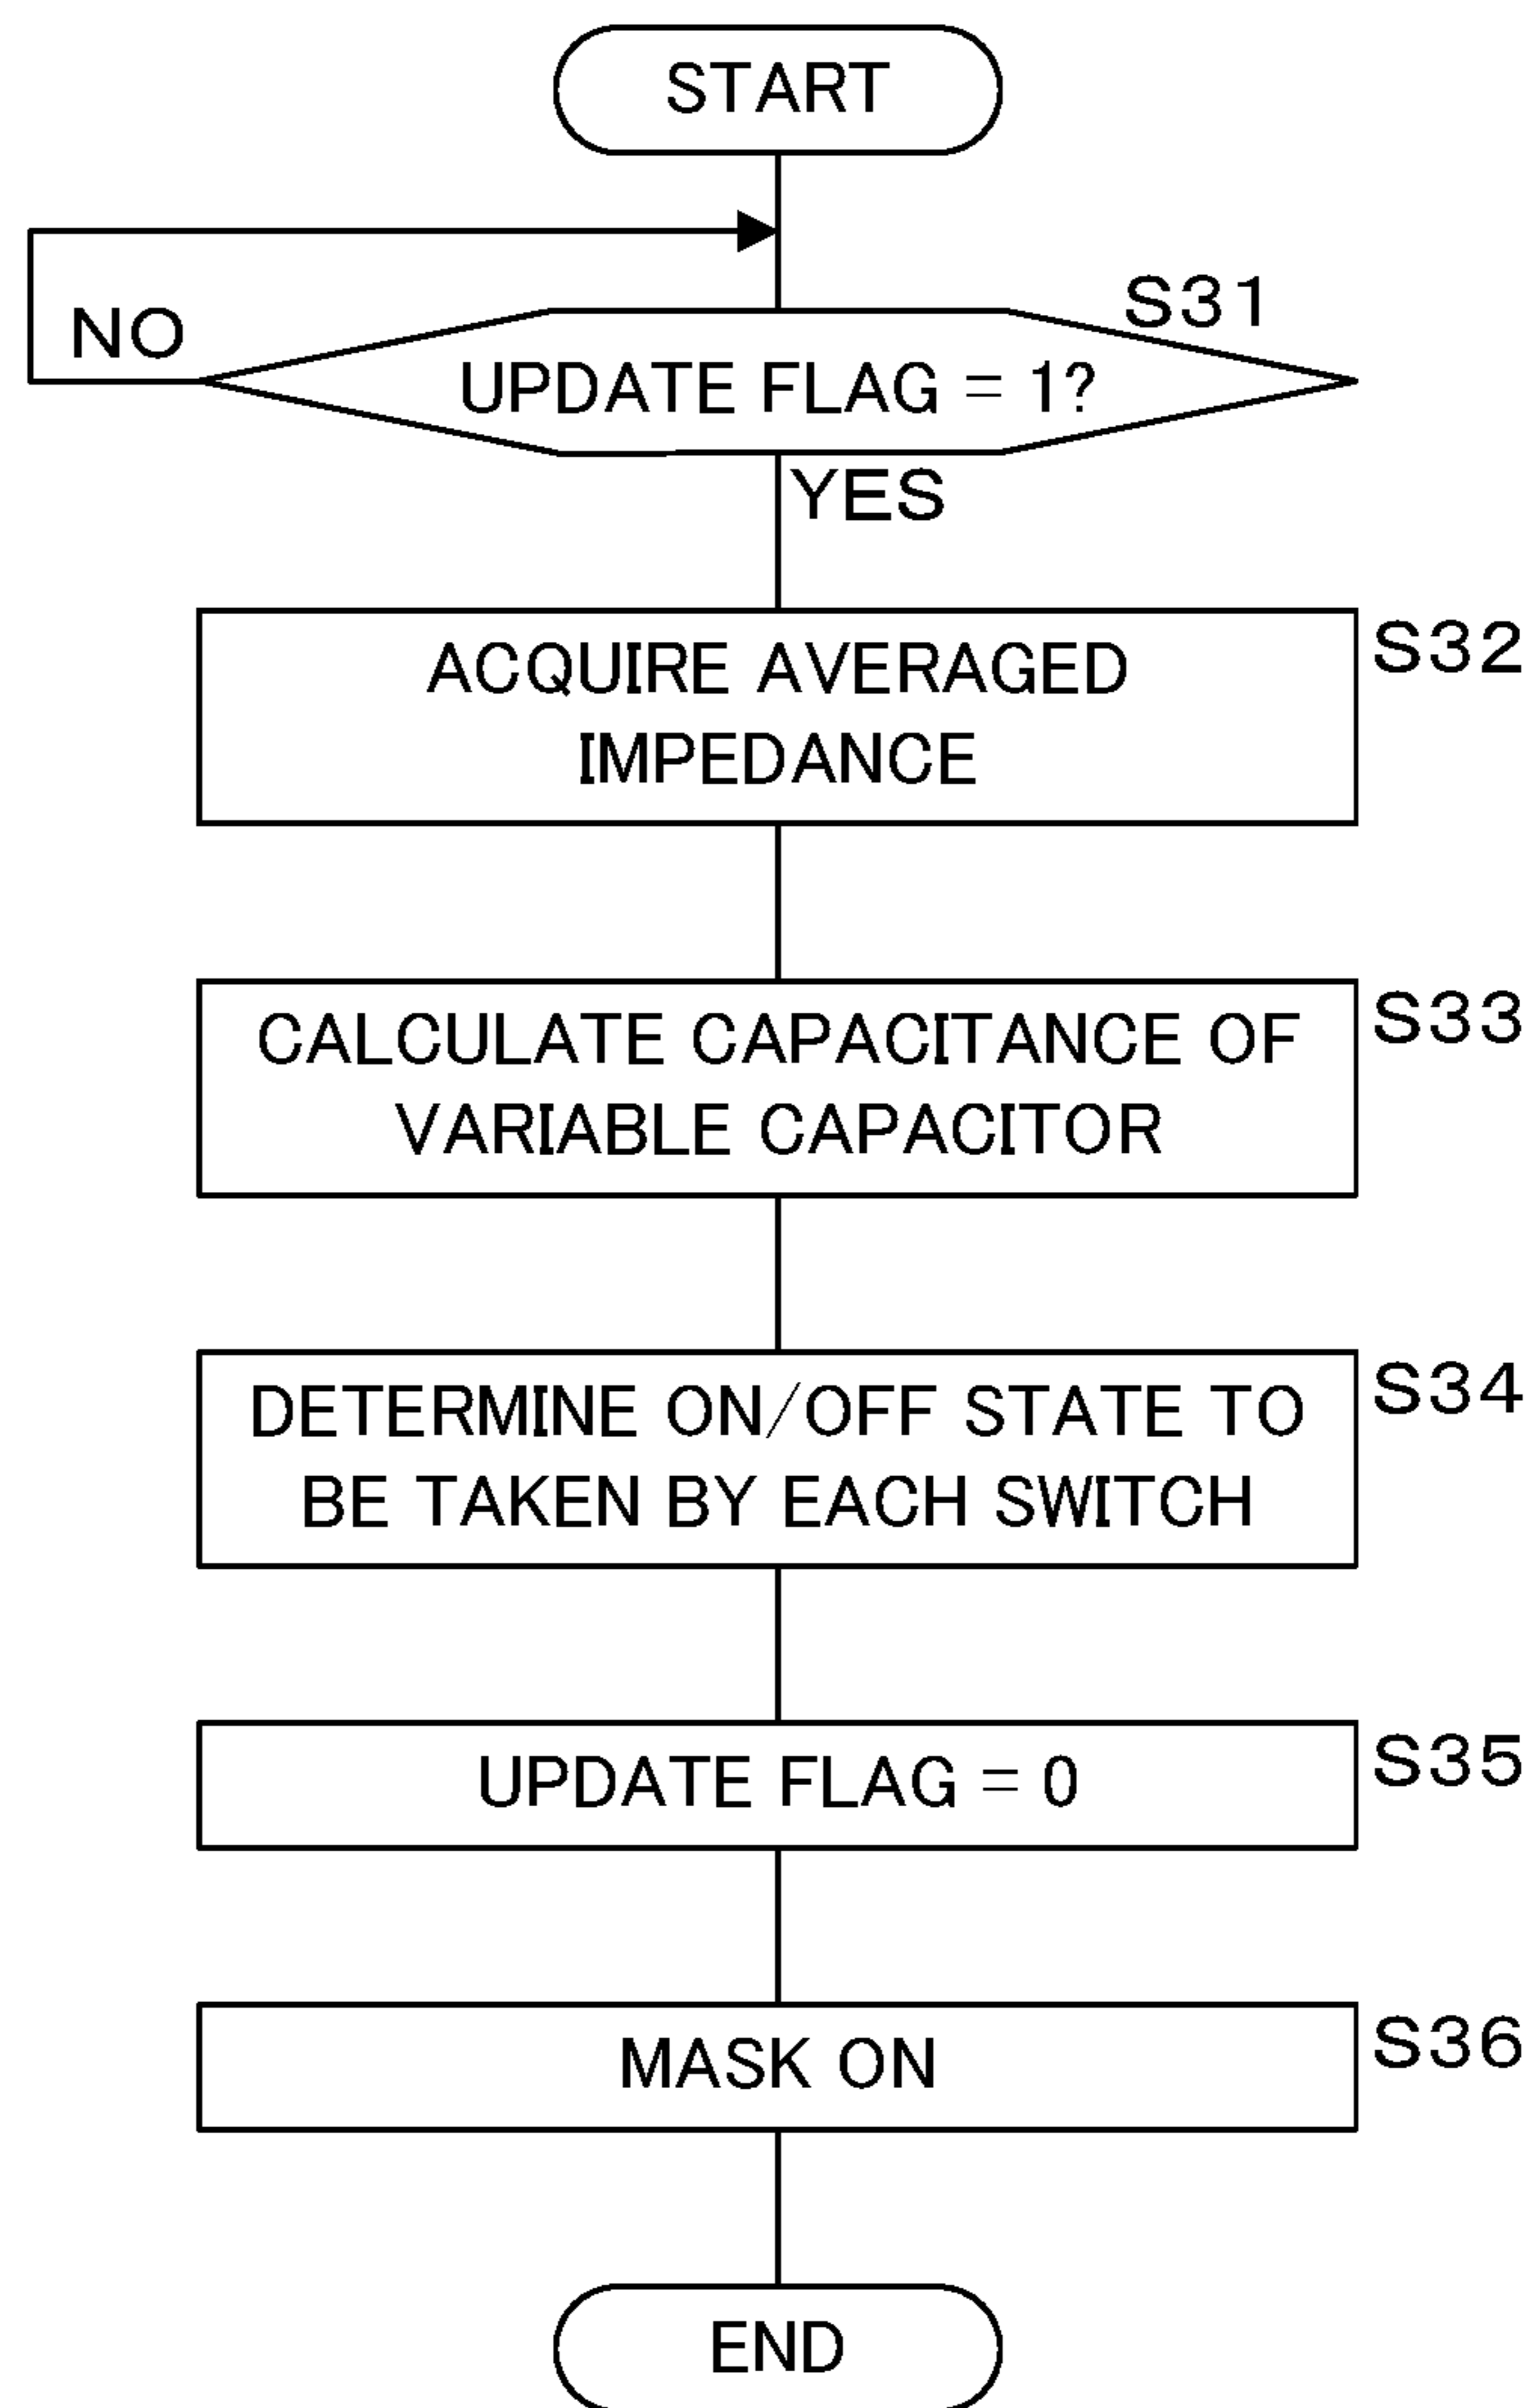 START
S31
NO
UPDATE FLAG = 1?
YES
ACQUIRE AVERAGED
IMPEDANCE
S32
CALCULATE CAPACITANCE OF
VARIABLE CAPACITOR
S33
DETERMINE ON/OFF STATE TO
BE TAKEN BY EACH SWITCH
S34
UPDATE FLAG = 0
S35
MASK ON
S36
END